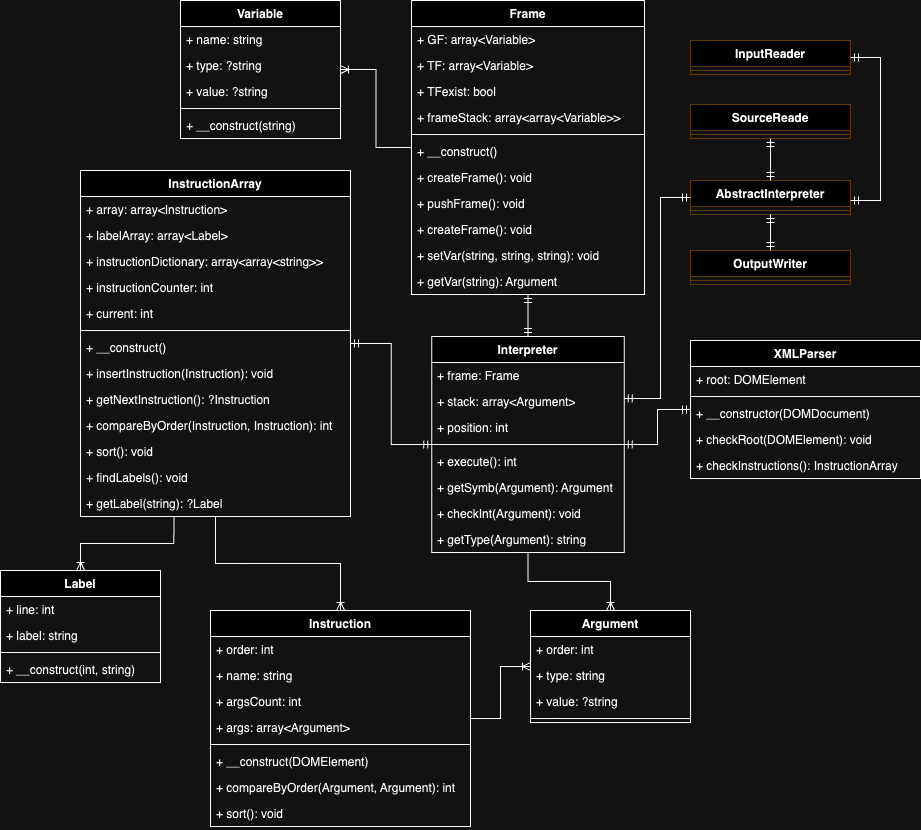 Variable
+ name: string
+ type: ?string
+ value: ?string
+ __construct(string)
Frame
+ GF: array<Variable>
+ TF: array<Variable>
+ TFexist: bool
+ frameStack: array<array<Variable>>
+ __construct()
+ createFrame(): void
+ pushFrame(): void
+ createFrame(): void
+ setVar(string, string, string): void
+ getVar(string): Argument
InputReader
SourceReade
AbstractInterpreter
OutputWriter
InstructionArray
+ array: array<Instruction>
+ labelArray: array<Label>
+ instructionDictionary: array<array<string>>
+ instructionCounter: int
+ current: int
+ __construct()
+ insertInstruction(Instruction): void
+ getNextInstruction(): ?Instruction
+ compareByOrder(Instruction, Instruction): int
+ sort(): void
+ findLabels(): void
+ getLabel(string): ?Label
Interpreter
+ frame: Frame
+ stack: array<Argument>
+ position: int
+ execute(): int
+ getSymb(Argument): Argument
+ checkInt(Argument): void
+ getType(Argument): string
XMLParser
+ root: DOMElement
+ __constructor(DOMDocument)
+ checkRoot(DOMElement): void
+ checkInstructions(): InstructionArray
Label
+ line: int
+ label: string
+ __construct(int, string)
Instruction
+ order: int
+ name: string
+ argsCount: int
+ args: array<Argument>
+ __construct(DOMElement)
+ compareByOrder(Argument, Argument): int
+ sort(): void
Argument
+ order: int
+ type: string
+ value: ?string